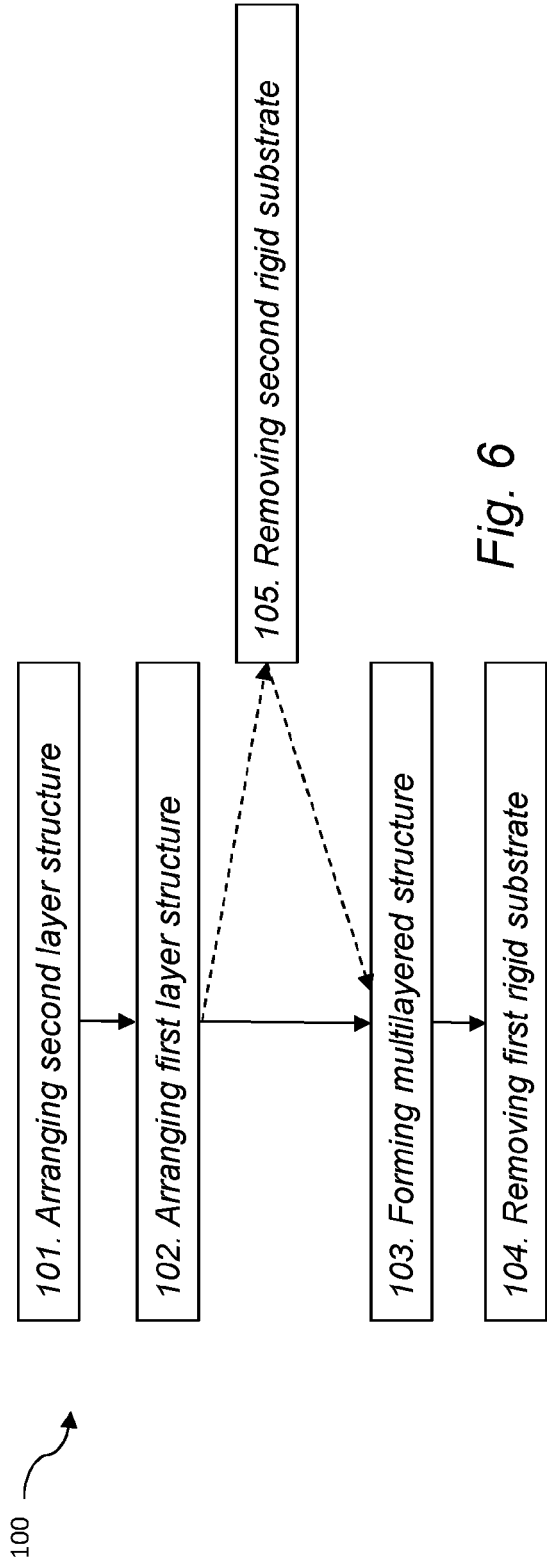 100
101. Arranging second layer structure
102. Arranging first layer structure
105. Removing second rigid substrate
103. Forming multilayered structure
104. Removing first rigid substrate
Fig. 6